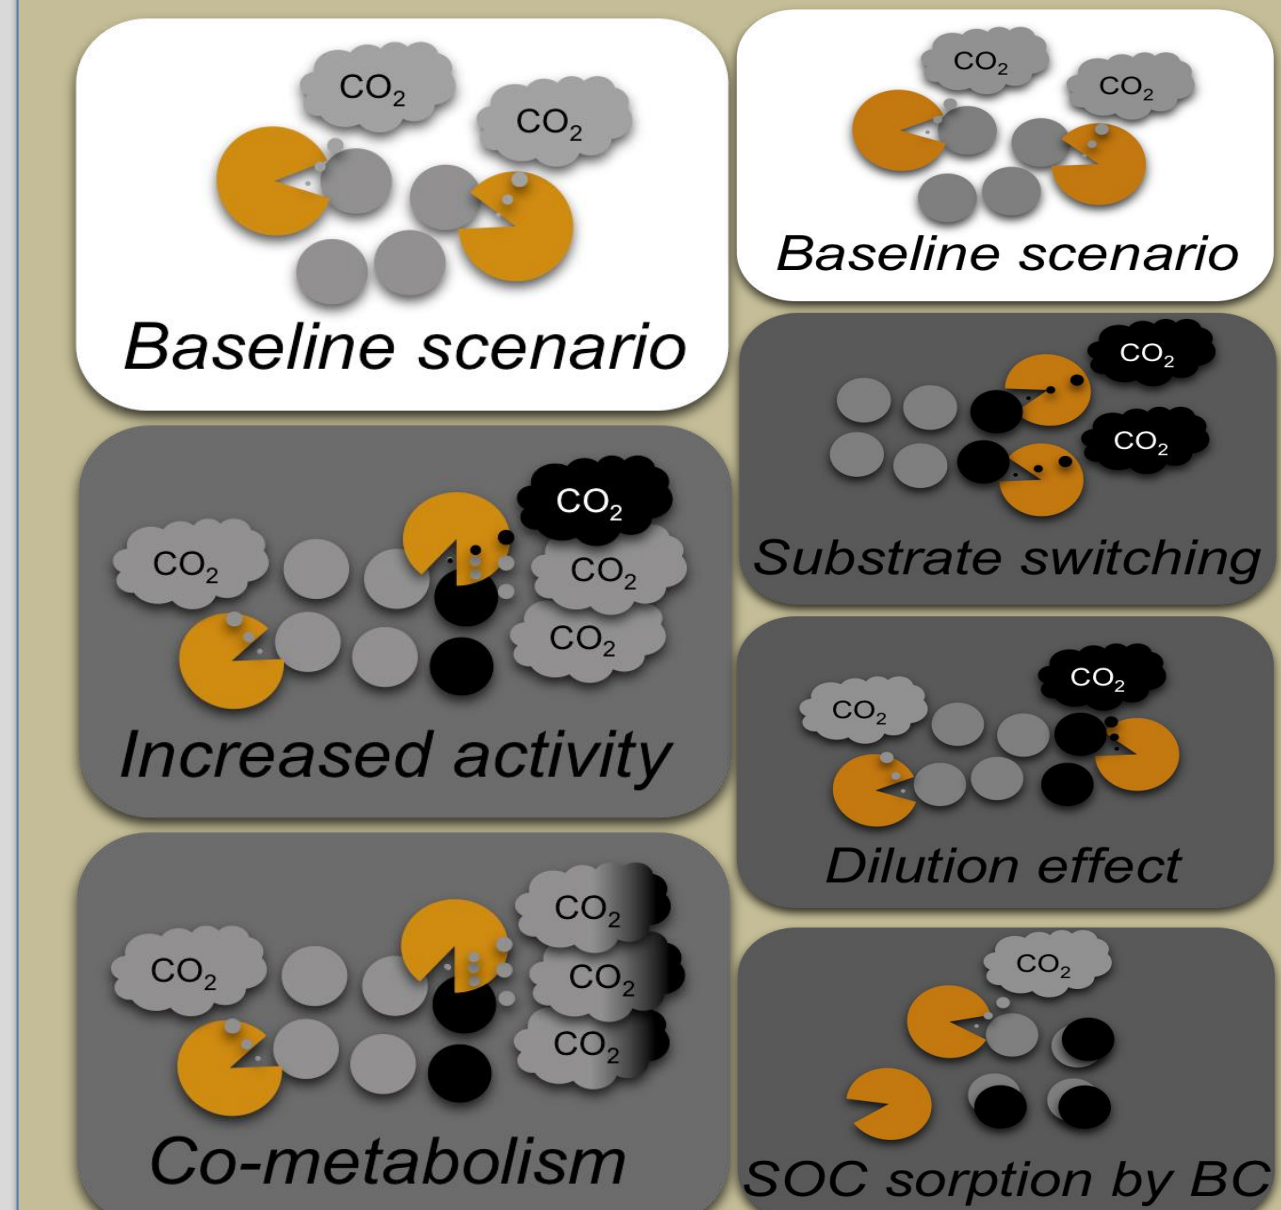 CO₂
CO₂
Baseline scenario
CO₂
CO₂
CO₂
CO₂
Increased activity
CO₂
CO₂
CO₂
CO₂
Co-metabolism
CO₂
CO₂
Baseline scenario
CO₂
CO₂
Substrate switching
CO₂
CO₂
Dilution effect
CO₂
SOC sorption by BC